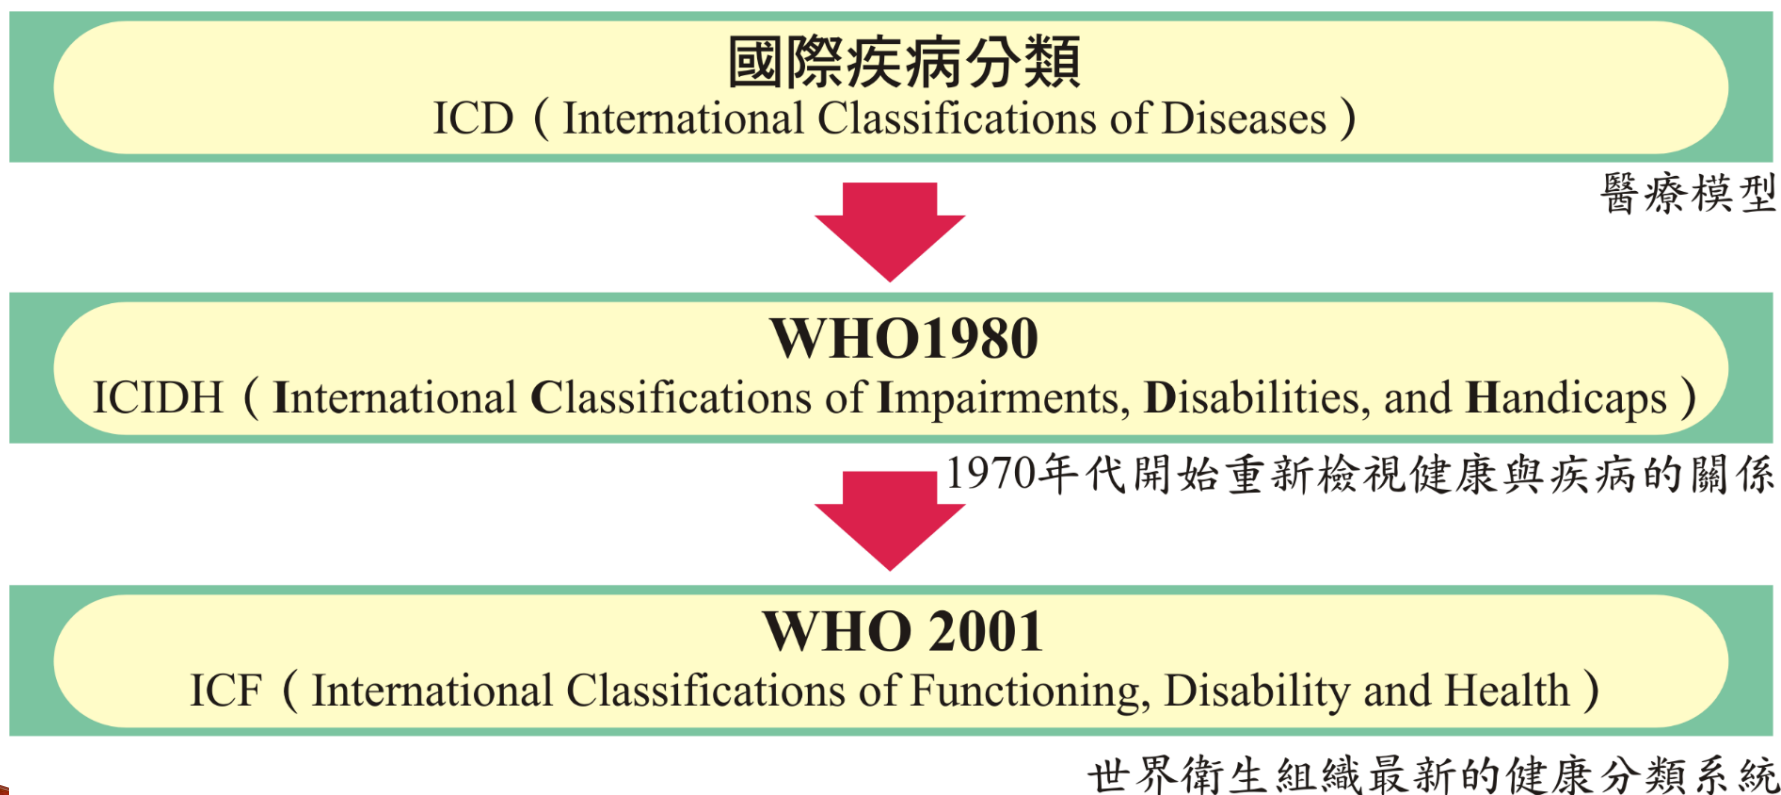 國際疾病分類
ICD（International Classifications of Diseases）
醫療模型
WHO1980
ICIDH（International Classifications of Impairments, Disabilities, and Handicaps）
1970年代開始重新檢視健康與疾病的關係
WHO 2001
ICF（International Classifications of Functioning, Disability and Health）
世界衛生組織最新的健康分類系統